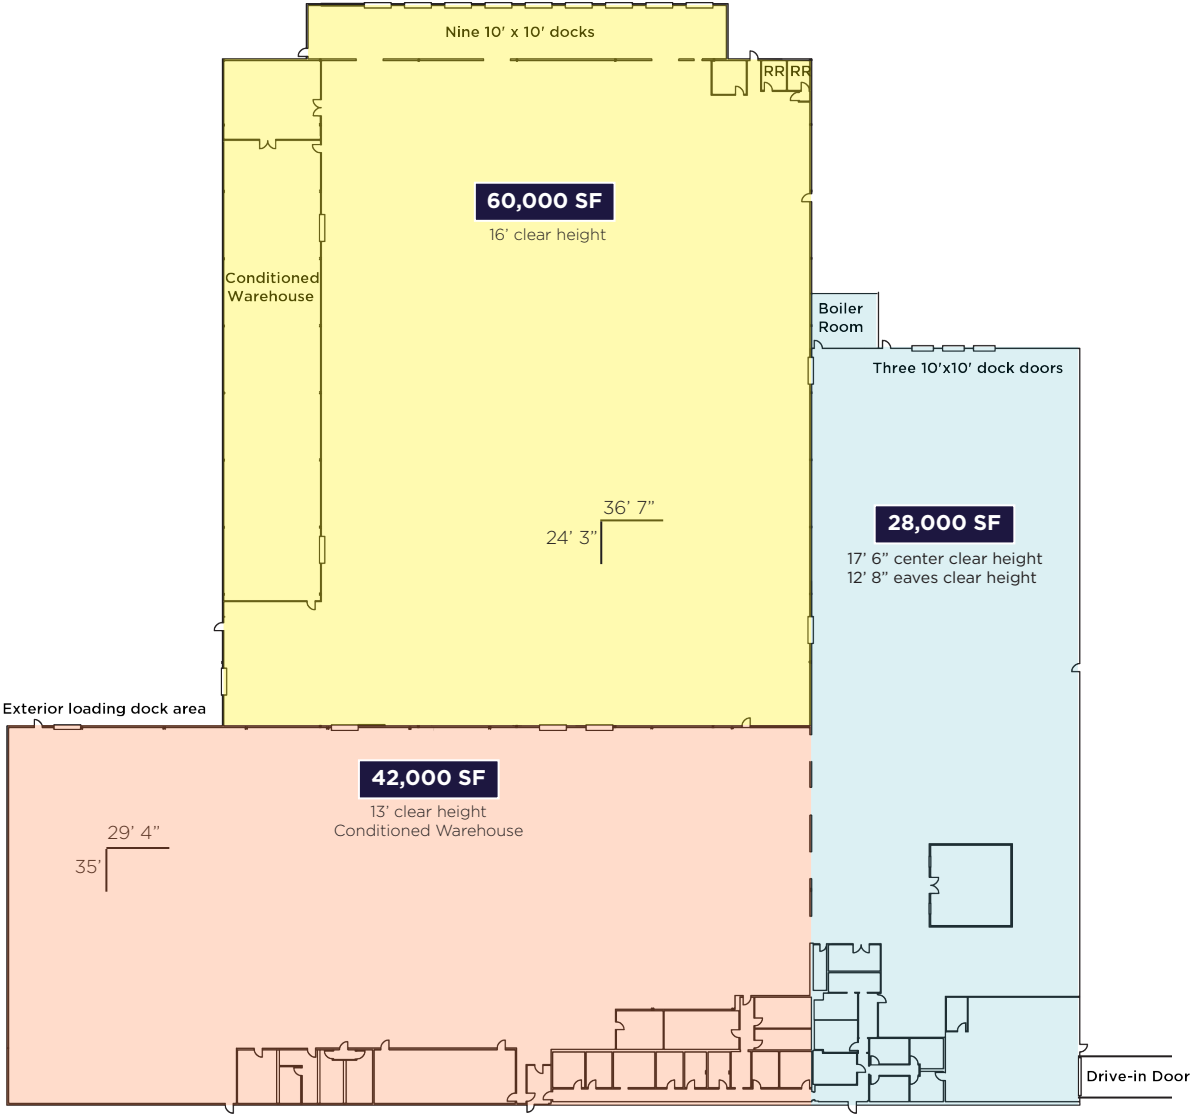 Nine 10' x 10' docks
RR RR
60,000 SF
16’ clear height
Conditioned
Warehouse
Boiler
Room
Three 10'x10' dock doors
36’ 7”
24’ 3”
28,000 SF
17’ 6” center clear height
12’ 8” eaves clear height
Exterior loading dock area
42,000 SF
13’ clear height
Conditioned Warehouse
29’ 4”
35’
Drive-in Door